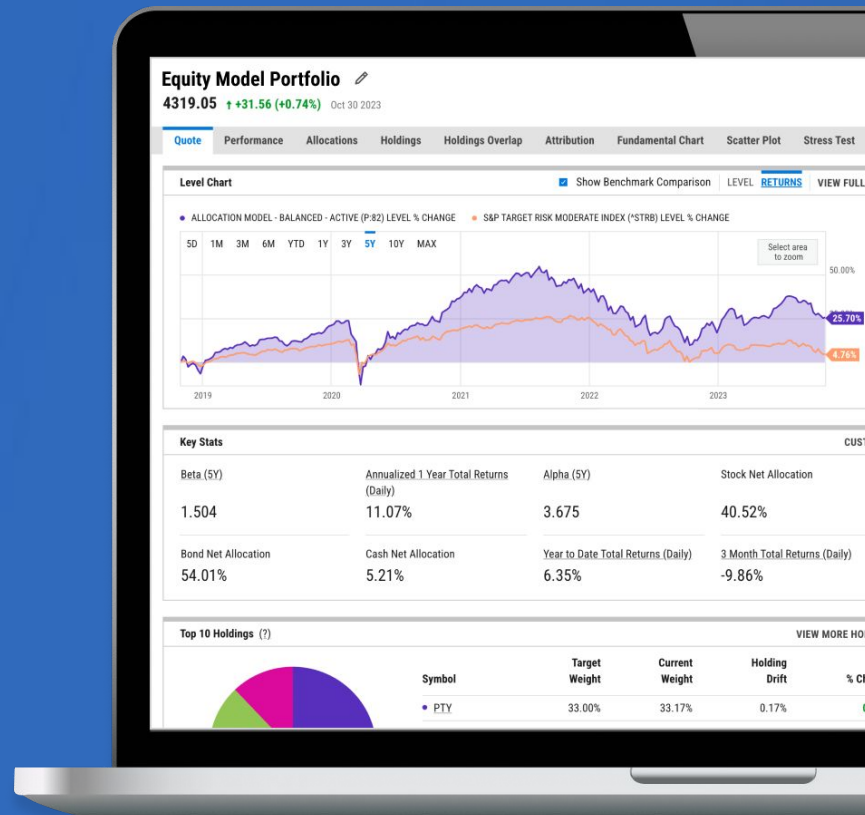 Equity Model Portfolio
4319.05 ↑ +31.56 (+0.74%) Oct 30 2023
Quote Performance Allocations Holdings Holdings Overlap Attribution Fundamental Chart Scatter Plot Stress Test
Level Chart Show Benchmark Comparison LEVEL RETURNS VIEW FULL
ALLOCATION MODEL - BALANCED - ACTIVE (P:82) LEVEL % CHANGE S&P TARGET RISK MODERATE INDEX (^STRB) LEVEL % CHANGE
5D 1M 3M 6M YTD 1Y 3Y 5Y 10Y MAX
Select area
to zoom
50.00%
25.70%
4.76%
2019 2020 2021 2022 2023
Key Stats
Beta (5Y) Annualized 1 Year Total Returns (Daily) Alpha (5Y) Stock Net Allocation
1.504 11.07% 3.675 40.52%
Bond Net Allocation Cash Net Allocation Year to Date Total Returns (Daily) 3 Month Total Returns (Daily)
54.01% 5.21% 6.35% -9.86%
Top 10 Holdings (?) VIEW MORE
Symbol Target Weight Current Weight Holding Drift %
PTY 33.00% 33.17% 0.17%